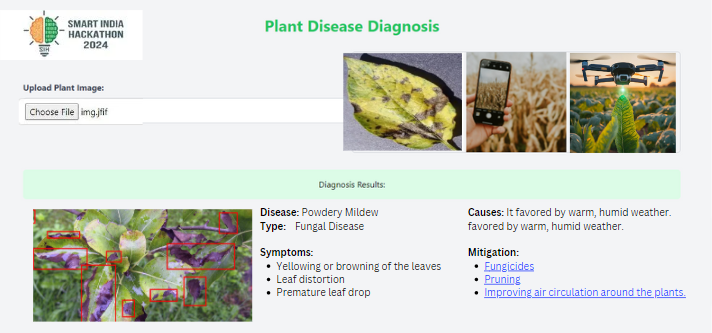 SMART INDIA
HACKATHON
2024
SIH
Plant Disease Diagnosis
Upload Plant Image:
Choose File img.jfif
Diagnosis Results:
Disease: Powdery Mildew
Type: Fungal Disease
Symptoms:
• Yellowing or browning of the leaves
• Leaf distortion
• Premature leaf drop
Causes: It favored by warm, humid weather.
favored by warm, humid weather.
Mitigation:
• Fungicides
• Pruning
• Improving air circulation around the plants.